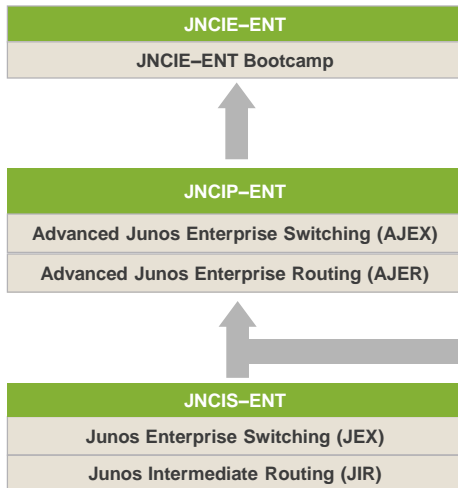 JNCIE–ENT
JNCIE–ENT Bootcamp
JNCIP–ENT
Advanced Junos Enterprise Switching (AJEX)
Advanced Junos Enterprise Routing (AJER)
JNCIS–ENT
Junos Enterprise Switching (JEX)
Junos Intermediate Routing (JIR)